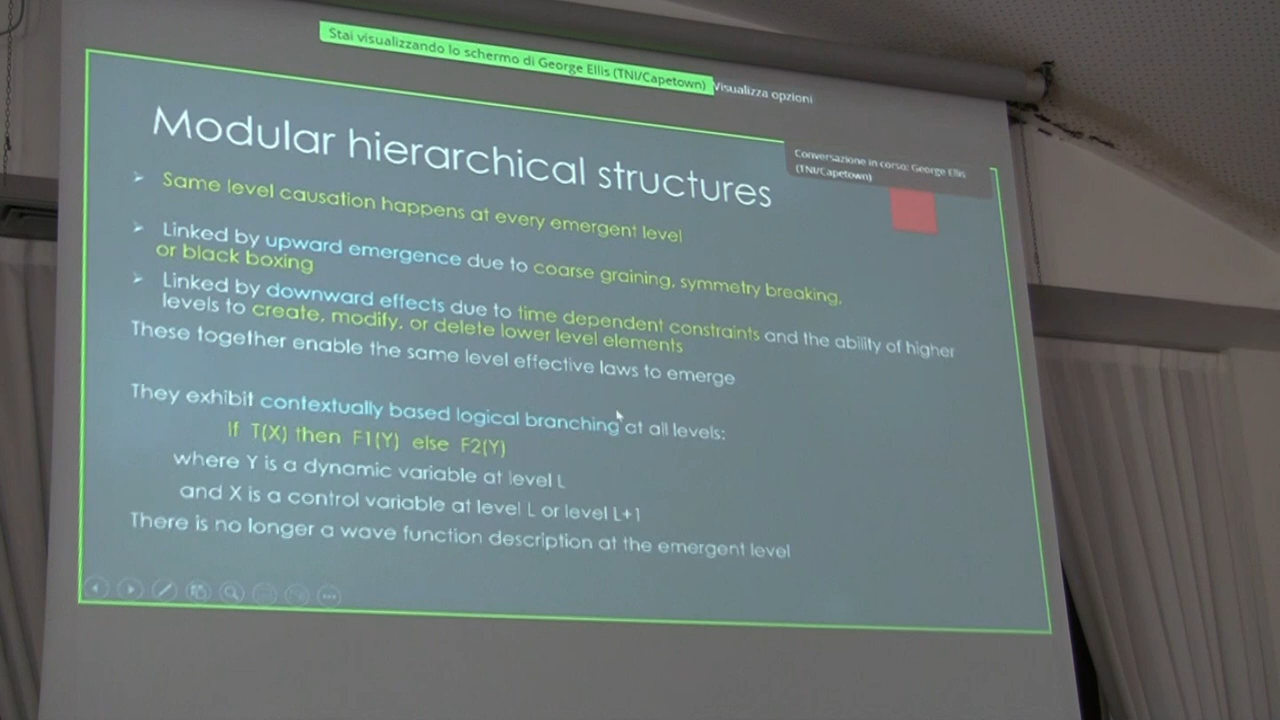 Stai visualizzando lo schermo di George Ellis (TNI/Capetown)
Visualizza opzioni
Conversazione in corso: George Ellis
(TNI/Capetown)
Modular hierarchical structures
➢ Same level causation happens at every emergent level
➢ Linked by upward emergence due to coarse graining, symmetry breaking,
or black boxing
➢ Linked by downward effects due to time dependent constraints and the ability of higher
levels to create, modify, or delete lower level elements
These together enable the same level effective laws to emerge
They exhibit contextually based logical branching at all levels:
If T(X) then F1(Y) else F2(Y)
where Y is a dynamic variable at level L
and X is a control variable at level L or level L+1
There is no longer a wave function description at the emergent level